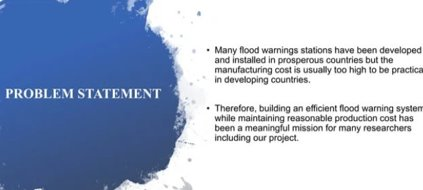 PROBLEM STATEMENT
• Many flood warnings stations have been developed
and installed in prosperous countries but the
manufacturing cost is usually too high to be practica
in developing countries.
• Therefore, building an efficient flood warning system
while maintaining reasonable production cost has
been a meaningful mission for many researchers
including our project.